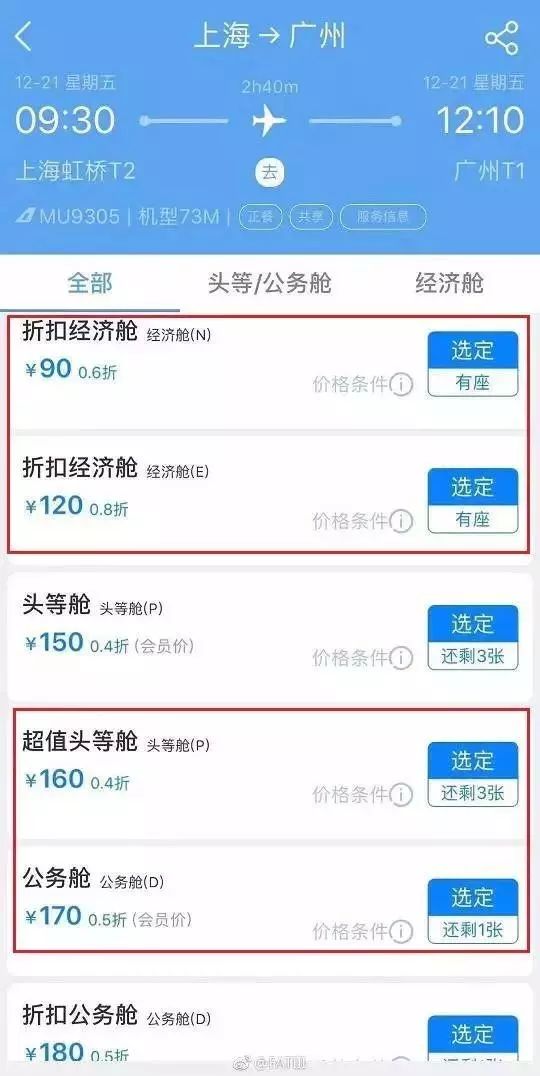 上海→广州
12-21 星期五
2h40m
12-21 星期五
09:30
12:10
上海虹桥T2
去
广州T1
MU9305 | 机型73M | 正餐 共享 服务信息
全部
头等/公务舱
经济舱
折扣经济舱 经济舱(N)
选定
¥90 0.6折
价格条件
有座
折扣经济舱 经济舱(E)
选定
¥120 0.8折
价格条件
有座
头等舱 头等舱(P)
选定
¥150 0.4折 (会员价)
价格条件
还剩3张
超值头等舱 头等舱(P)
选定
¥160 0.4折
价格条件
还剩3张
公务舱 公务舱(D)
选定
¥170 0.5折 (会员价)
价格条件
还剩1张
折扣公务舱 公务舱(D)
选定
¥180 0.5折